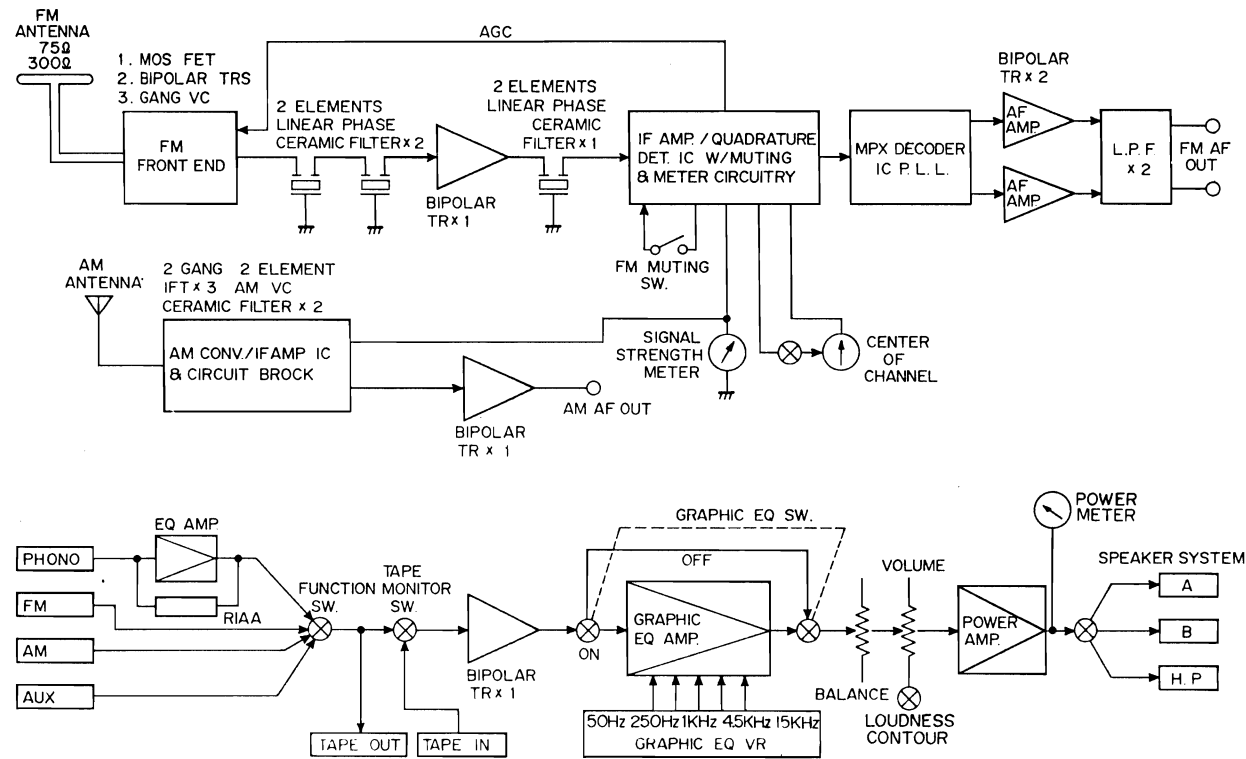 FM
ANTENNA
75Ω
300Ω
1. MOS FET
2. BIPOLAR TRS
3. GANG VC
FM
FRONT END
AGC
2 ELEMENTS
LINEAR PHASE
CERAMIC FILTER × 2
BIPOLAR
TR × 1
2 ELEMENTS
LINEAR PHASE
CERAMIC
FILTER × 1
IF AMP. / QUADRATURE
DET. IC W/MUTING
& METER CIRCUITRY
FM MUTING
SW.
MPX DECODER
IC P. L. L.
BIPOLAR
TR × 2
AF
AMP
AF
AMP
L. P. F.
× 2
FM AF
OUT
AM
ANTENNA
2 GANG 2 ELEMENT
IFT × 3 AM VC
CERAMIC FILTER × 2
AM CONV./IF AMP IC
& CIRCUIT BROCK
BIPOLAR
TR × 1
AM AF OUT
SIGNAL
STRENGTH
METER
CENTER
OF
CHANNEL
PHONO
FM
AM
AUX
EQ AMP.
RIAA
FUNCTION
SW.
TAPE
MONITOR
SW.
TAPE OUT
TAPE IN
BIPOLAR
TR × 1
GRAPHIC EQ SW.
OFF
ON
GRAPHIC
EQ AMP.
50Hz 250Hz 1KHz 4.5KHz 15KHz
GRAPHIC EQ VR
BALANCE
VOLUME
LOUDNESS
CONTOUR
POWER
AMP.
POWER
METER
SPEAKER SYSTEM
A
B
H. P